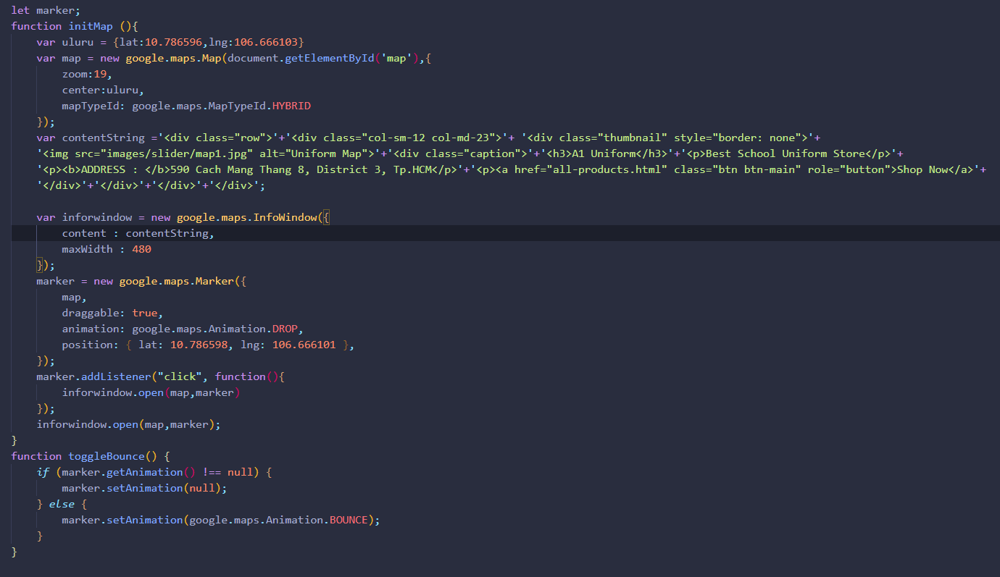 let marker;
function initMap (){
    var uluru = {lat:10.786596,lng:106.666103}
    var map = new google.maps.Map(document.getElementById('map'),{
        zoom:19,
        center:uluru,
        mapTypeId: google.maps.MapTypeId.HYBRID
    });
    var contentString ='<div class="row">'+'<div class="col-sm-12 col-md-23">'+ '<div class="thumbnail" style="border: none">'+
    '<img src="images/slider/map1.jpg" alt="Uniform Map">'+'<div class="caption">'+'<h3>A1 Uniform</h3>'+'<p>Best School Uniform Store</p>'+
    '<p><b>ADDRESS : </b>590 Cach Mang Thang 8, District 3, Tp.HCM</p>'+'<p><a href="all-products.html" class="btn btn-main" role="button">Shop Now</a>'+
    '</div>'+'</div>'+'</div>'+'</div>';

    var inforwindow = new google.maps.InfoWindow({
        content : contentString,
        maxWidth : 480
    });
    marker = new google.maps.Marker({
        map,
        draggable: true,
        animation: google.maps.Animation.DROP,
        position: { lat: 10.786598, lng: 106.666101 },
    });
    marker.addListener("click", function(){
        inforwindow.open(map,marker)
    });
    inforwindow.open(map,marker);
}
function toggleBounce() {
    if (marker.getAnimation() !== null) {
        marker.setAnimation(null);
    } else {
        marker.setAnimation(google.maps.Animation.BOUNCE);
    }
}